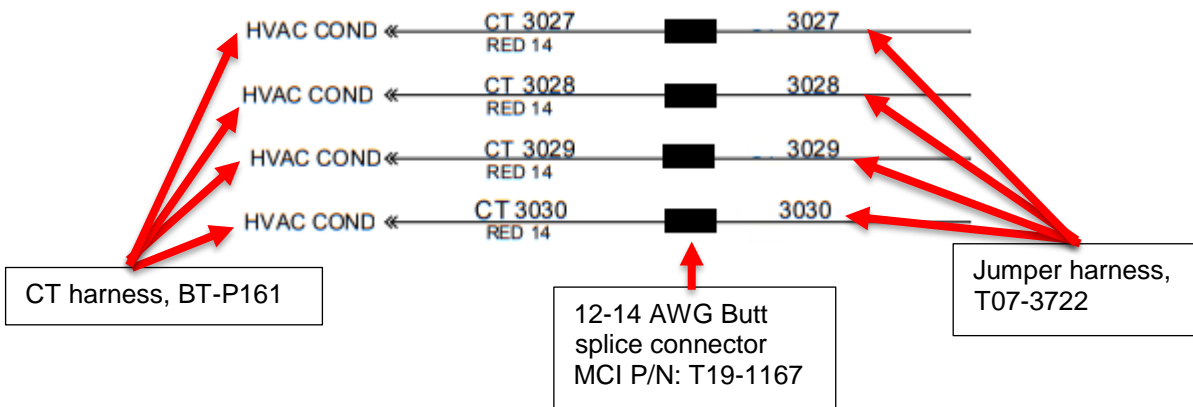 HVAC COND CT 3027 3027
RED 14
HVAC COND CT 3028 3028
RED 14
HVAC COND CT 3029 3029
RED 14
HVAC COND CT 3030 3030
RED 14
CT harness, BT-P161
12-14 AWG Butt
splice connector
MCI P/N: T19-1167
Jumper harness,
T07-3722